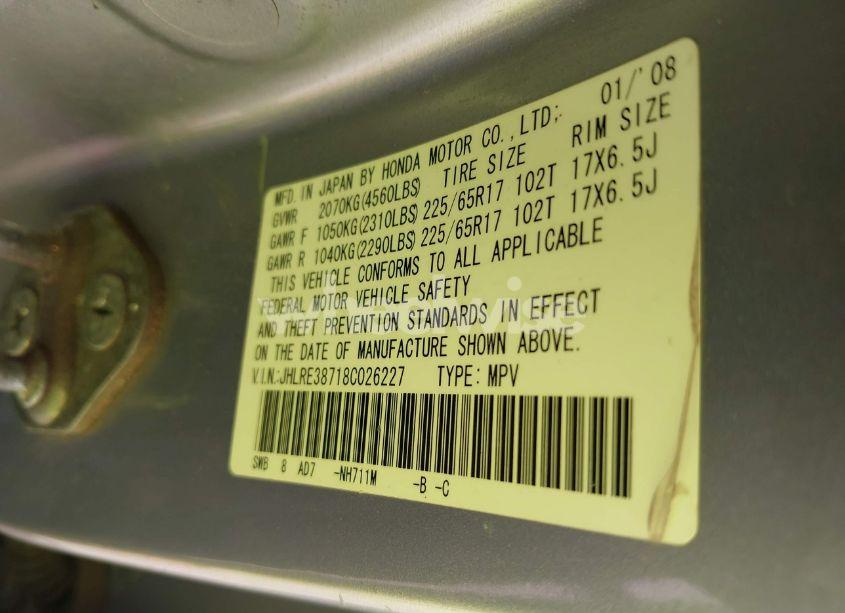 MFD. IN JAPAN BY HONDA MOTOR CO.,LTD; 01/'08
GVWR 2070KG(4560LBS) TIRE SIZE RIM SIZE
GAWR F 1050KG(2310LBS) 225/65R17 102T 17X6.5J
GAWR R 1040KG(2290LBS) 225/65R17 102T 17X6.5J
THIS VEHICLE CONFORMS TO ALL APPLICABLE
FEDERAL MOTOR VEHICLE SAFETY
AND THEFT PREVENTION STANDARDS IN EFFECT
ON THE DATE OF MANUFACTURE SHOWN ABOVE.
V.I.N.:JHLRE38718C026227 TYPE: MPV
SWB 8 AD7 -NH711M -B -C